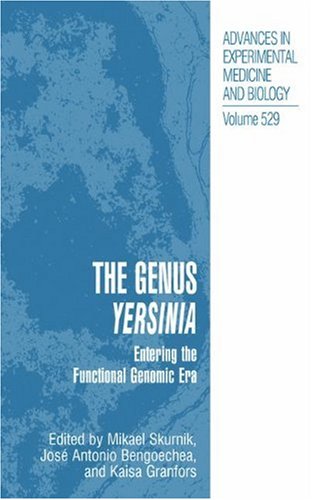 ADVANCES IN
EXPERIMENTAL
MEDICINE
AND BIOLOGY
Volume 529
THE GENUS
YERSINIA
Entering the
Functional Genomic Era
Edited by Mikael Skurnik,
José Antonio Bengoechea,
and Kaisa Granfors